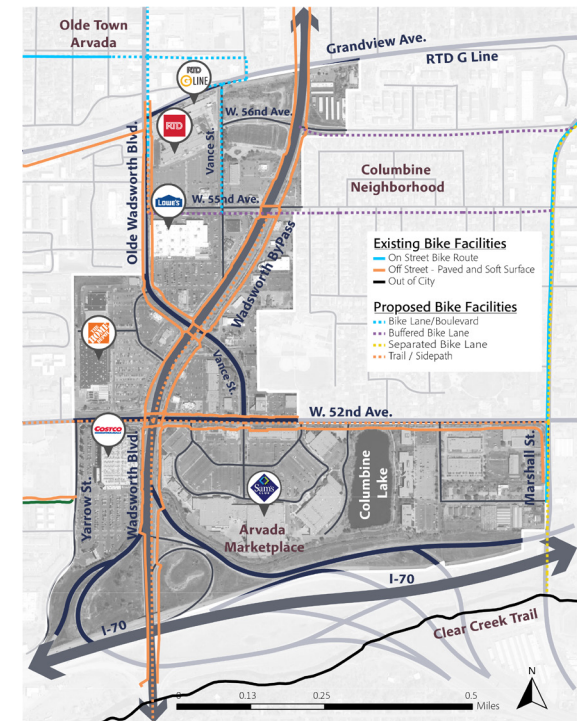 Olde Town
Arvada
Grandview Ave.
RTD G Line
RTD
G LINE
W. 56nd Ave.
RTD
Vance St.
Columbine
Neighborhood
Olde Wadsworth Blvd.
LOWE'S
W. 55nd Ave.
Wadsworth ByPass
Existing Bike Facilities
On Street Bike Route
Off Street - Paved and Soft Surface
Out of City
Proposed Bike Facilities
Bike Lane/Boulevard
Buffered Bike Lane
Separated Bike Lane
Trail / Sidepath
Vance St.
W. 52nd Ave.
COSTCO
Yarrow St.
Wadsworth Blvd.
Sam's
Arvada
Marketplace
Columbine
Lake
Marshall St.
I-70
I-70
Clear Creek Trail
N
0 0.13 0.25 0.5
Miles